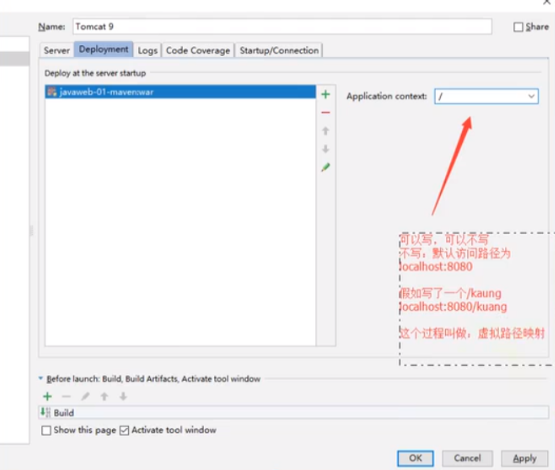 Name:
Tomcat 9
Share
Server
Deployment
Logs
Code Coverage
Startup/Connection
Deploy at the server startup
javaweb-01-maven:war
Application context:
/
可以写，可以不写
不写：默认访问路径为
localhost:8080
假如写了一个/kaung
localhost:8080/kuang
这个过程叫做，虚拟路径映射
Before launch: Build, Build Artifacts, Activate tool window
Build
Show this page
Activate tool window
OK
Cancel
Apply